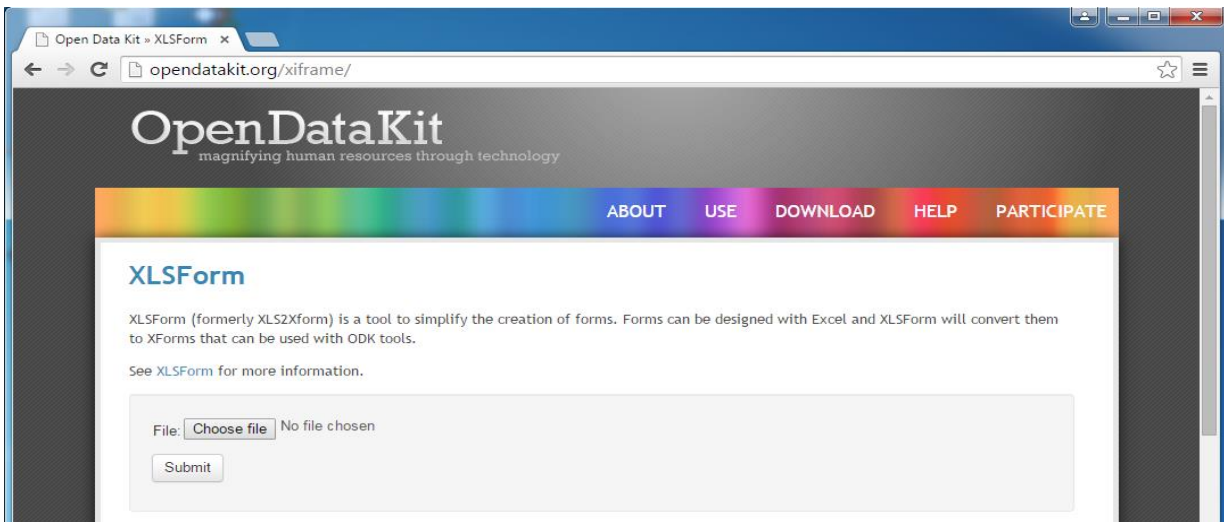 Open Data Kit » XLSForm
opendatakit.org/xiframe/
OpenDataKit
magnifying human resources through technology
ABOUT USE DOWNLOAD HELP PARTICIPATE
XLSForm
XLSForm (formerly XLS2Xform) is a tool to simplify the creation of forms. Forms can be designed with Excel and XLSForm will convert them
to XForms that can be used with ODK tools.
See XLSForm for more information.
File: Choose file No file chosen
Submit